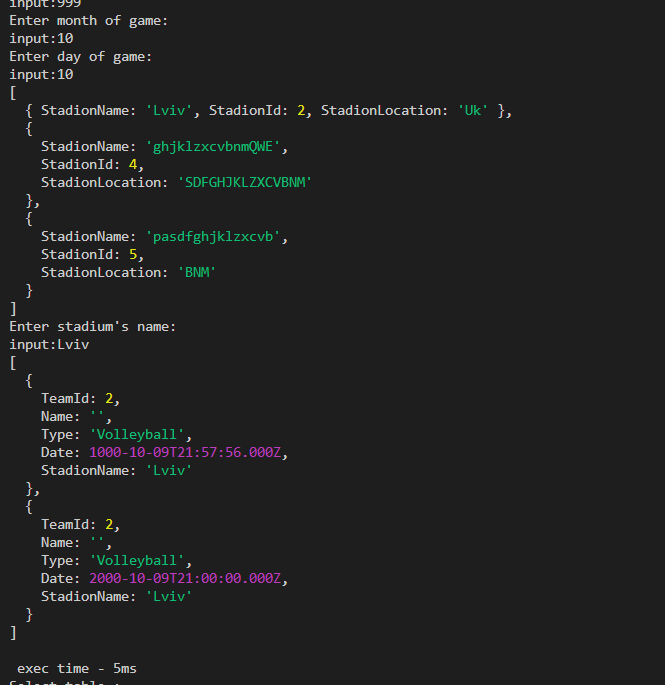 input:999
Enter month of game:
input:10
Enter day of game:
input:10
[
  { StadionName: 'Lviv', StadionId: 2, StadionLocation: 'Uk' },
  {
    StadionName: 'ghjklzxcvbnmQWE',
    StadionId: 4,
    StadionLocation: 'SDFGHJKLZXCVBNM'
  },
  {
    StadionName: 'pasdfghjklzxcvb',
    StadionId: 5,
    StadionLocation: 'BNM'
  }
]
Enter stadium's name:
input:Lviv
[
  {
    TeamId: 2,
    Name: '',
    Type: 'Volleyball',
    Date: 1000-10-09T21:57:56.000Z,
    StadionName: 'Lviv'
  },
  {
    TeamId: 2,
    Name: '',
    Type: 'Volleyball',
    Date: 2000-10-09T21:00:00.000Z,
    StadionName: 'Lviv'
  }
]
 exec time - 5ms
Select table :